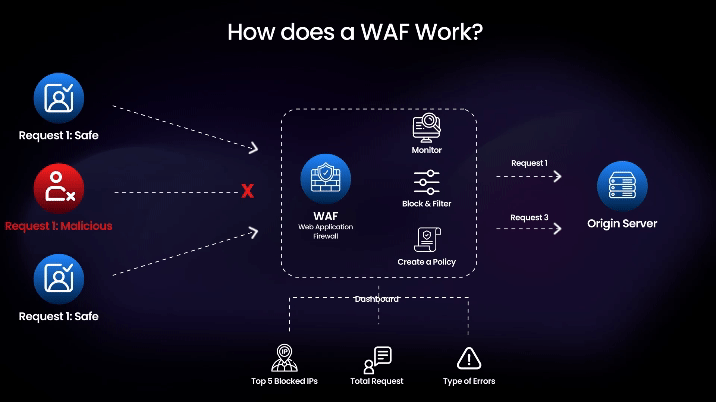 How does a WAF Work?
Request 1: Safe
Request 1: Malicious
Request 1: Safe
X
WAF
Web Application
Firewall
Monitor
Block & Filter
Create a Policy
Request 1
Request 3
Origin Server
Dashboard
IP
Top 5 Blocked IPs
Total Request
Type of Errors